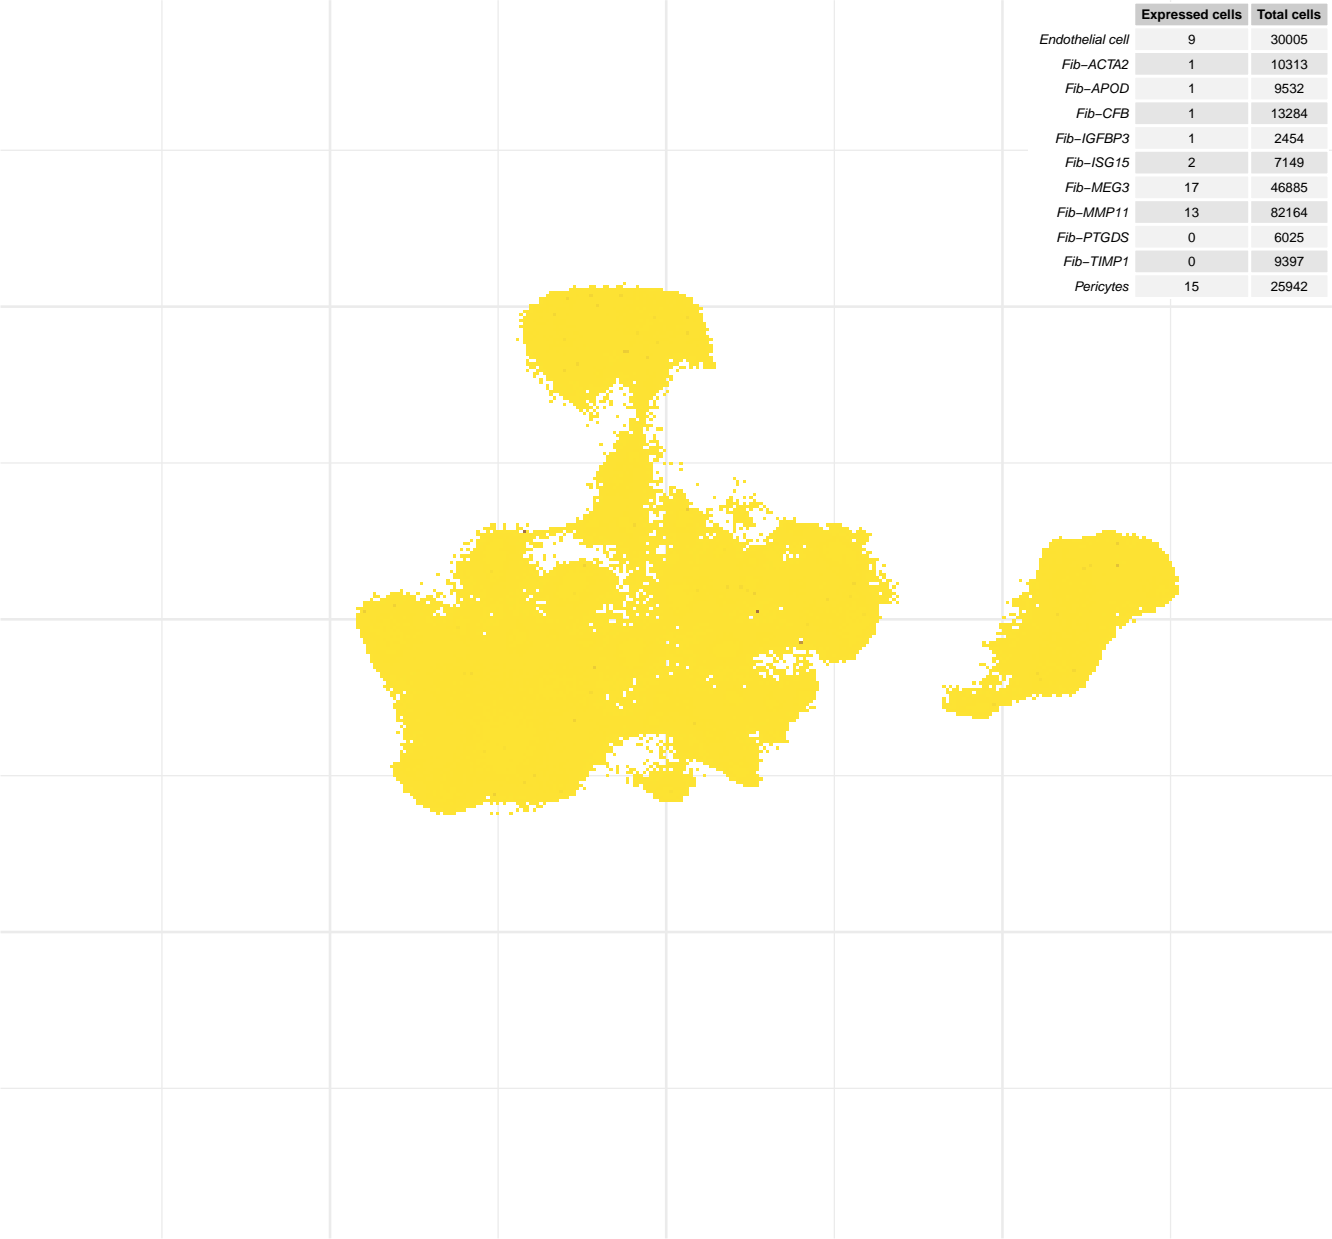 Expressed cells Total cells
Endothelial cell 9 30005
Fib−ACTA2 1 10313
Fib−APOD 1 9532
Fib−CFB 1 13284
Fib−IGFBP3 1 2454
Fib−ISG15 2 7149
Fib−MEG3 17 46885
Fib−MMP11 13 82164
Fib−PTGDS 0 6025
Fib−TIMP1 0 9397
Pericytes 15 25942